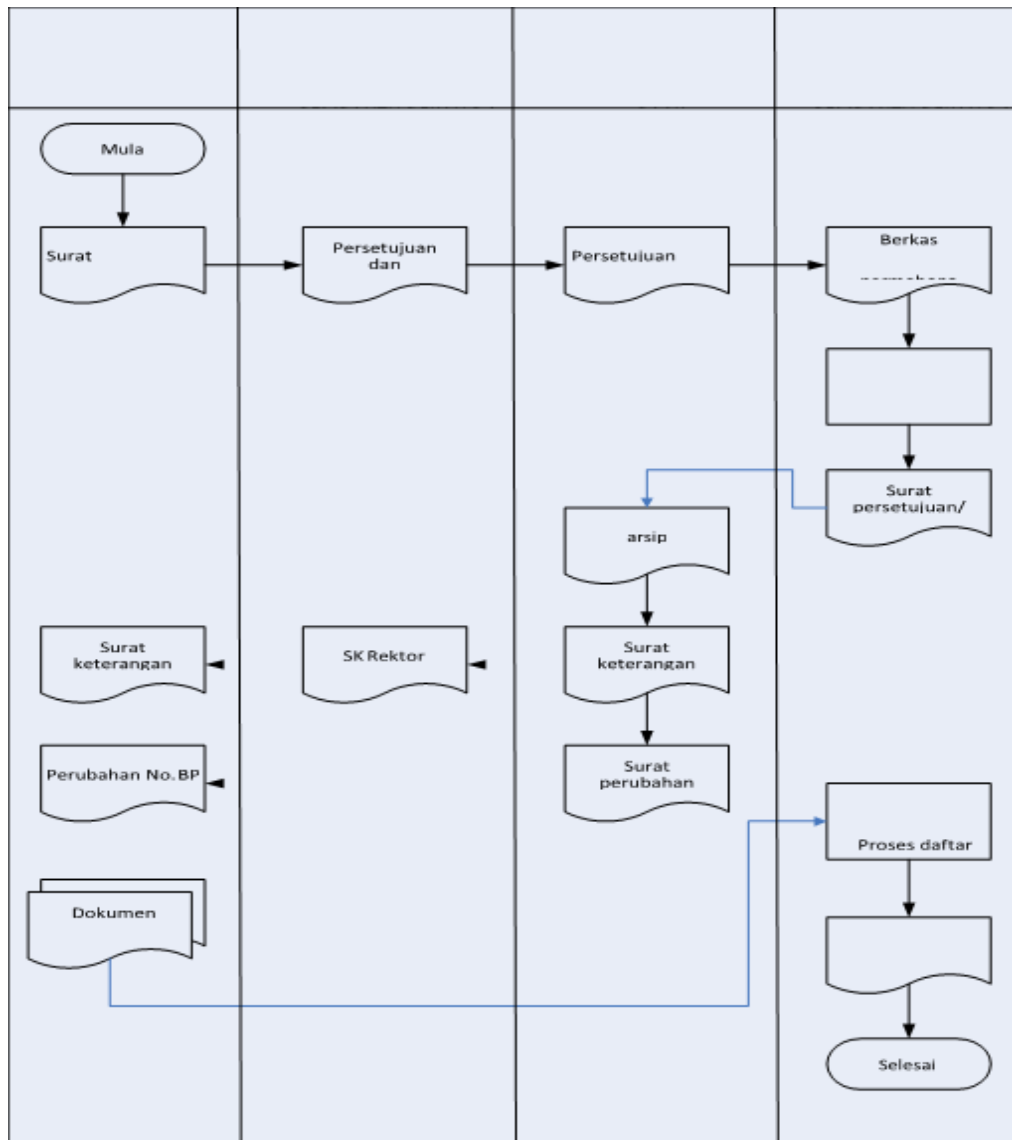 Mula
Surat
Persetujuan
dan
Persetujuan
Berkas
Surat
persetujuan/
arsip
Surat
keterangan
SK Rektor
Surat
keterangan
Perubahan No.BP
Surat
perubahan
Proses daftar
Dokumen
Selesai